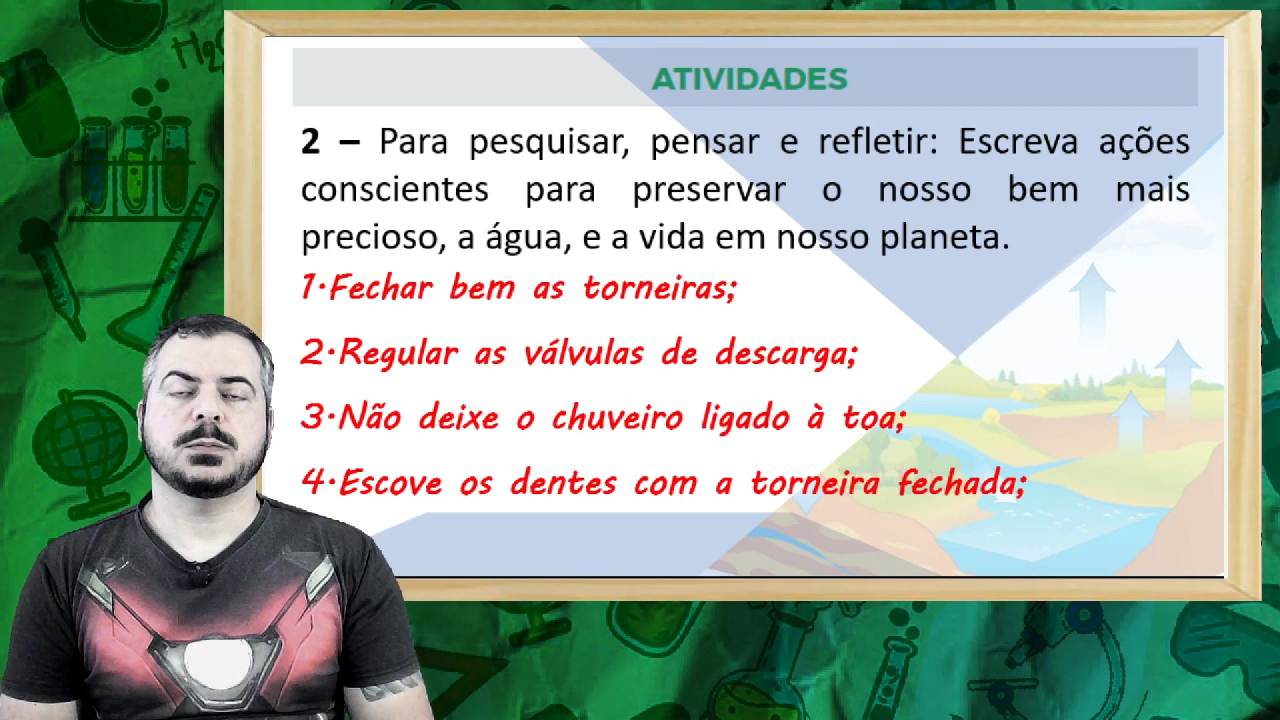 H₂O
ATIVIDADES
2 – Para pesquisar, pensar e refletir: Escreva ações
conscientes para preservar o nosso bem mais
precioso, a água, e a vida em nosso planeta.
1.Fechar bem as torneiras;
2.Regular as válvulas de descarga;
3.Não deixe o chuveiro ligado à toa;
4.Escove os dentes com a torneira fechada;